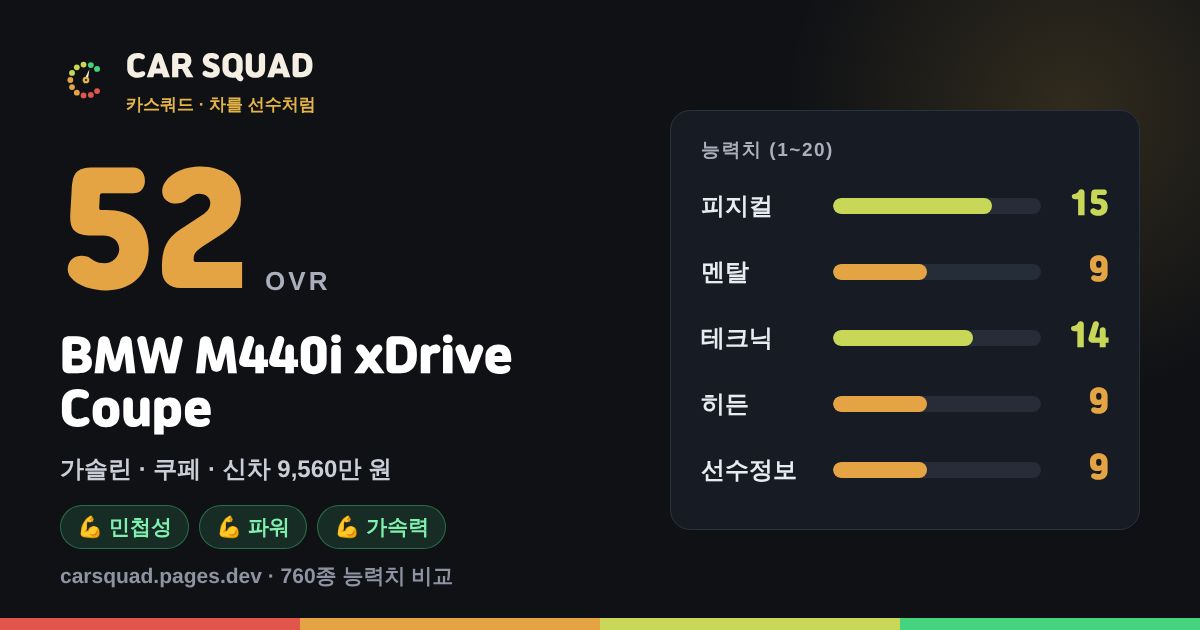 CAR SQUAD
카스쿼드 · 차를 선수처럼
52 OVR
BMW M440i xDrive
Coupe
가솔린 · 쿠페 · 신차 9,560만 원
💪 민첩성 💪 파워 💪 가속력
carsquad.pages.dev · 760종 능력치 비교
능력치 (1~20)
피지컬 15
멘탈 9
테크닉 14
히든 9
선수정보 9